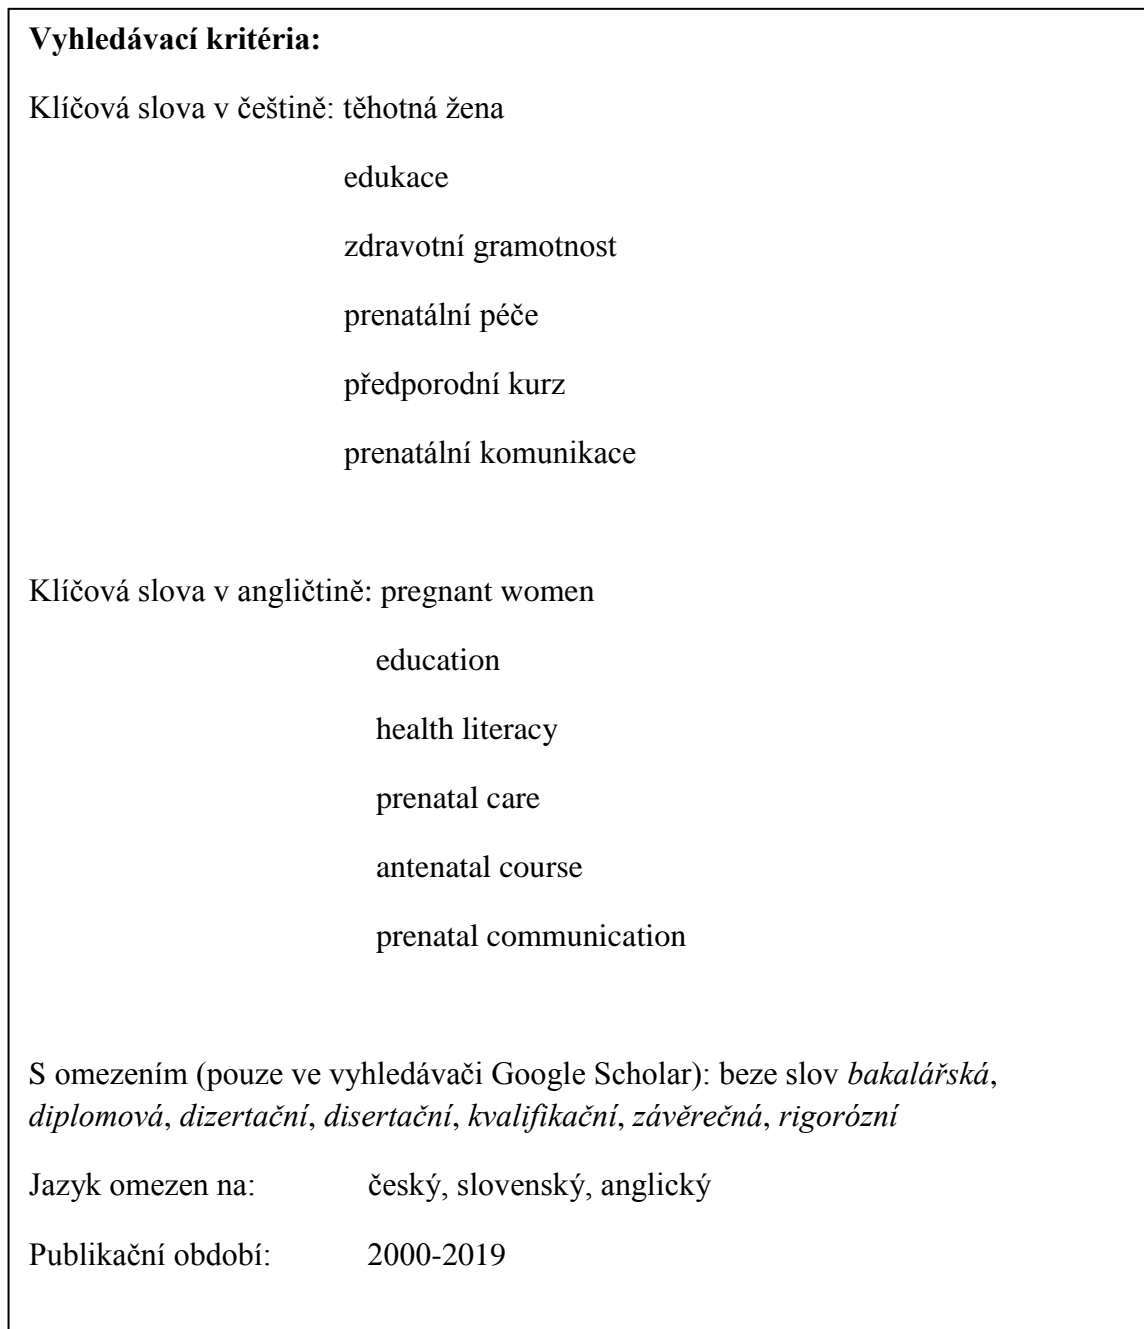 Vyhledávací kritéria:
Klíčová slova v češtině: těhotná žena
edukace
zdravotní gramotnost
prenatální péče
předporodní kurz
prenatální komunikace
Klíčová slova v angličtině: pregnant women
education
health literacy
prenatal care
antenatal course
prenatal communication
S omezením (pouze ve vyhledávači Google Scholar): beze slov bakalářská,
diplomová, dizertační, disertační, kvalifikační, závěrečná, rigorózní
Jazyk omezen na: český, slovenský, anglický
Publikační období: 2000-2019